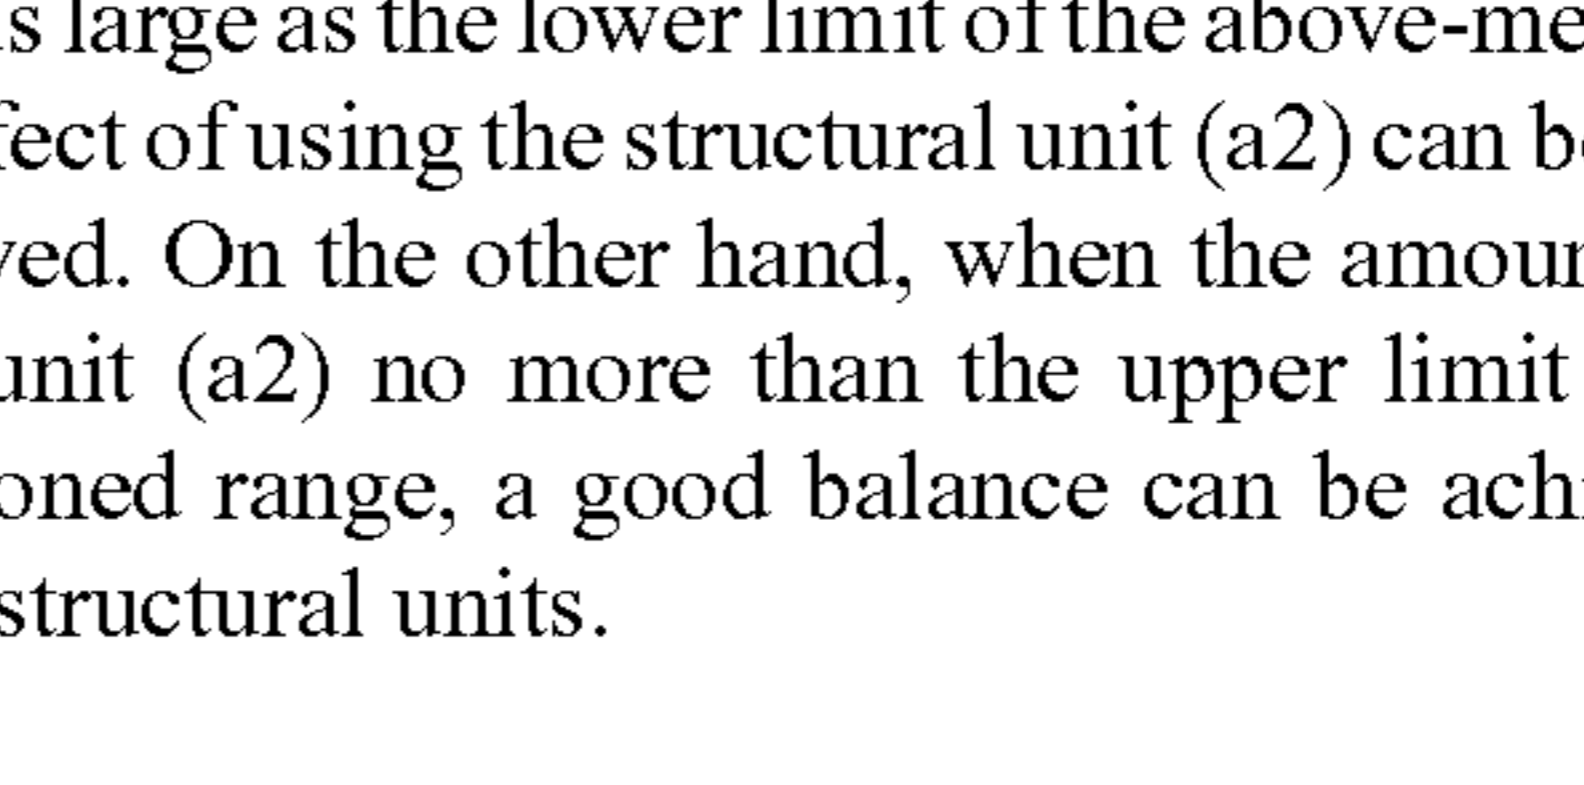 s large as the lower limit of the above-me
fect of using the structural unit (a2) can b
ved. On the other hand, when the amoun
unit (a2) no more than the upper limit
oned range, a good balance can be achi
structural units.